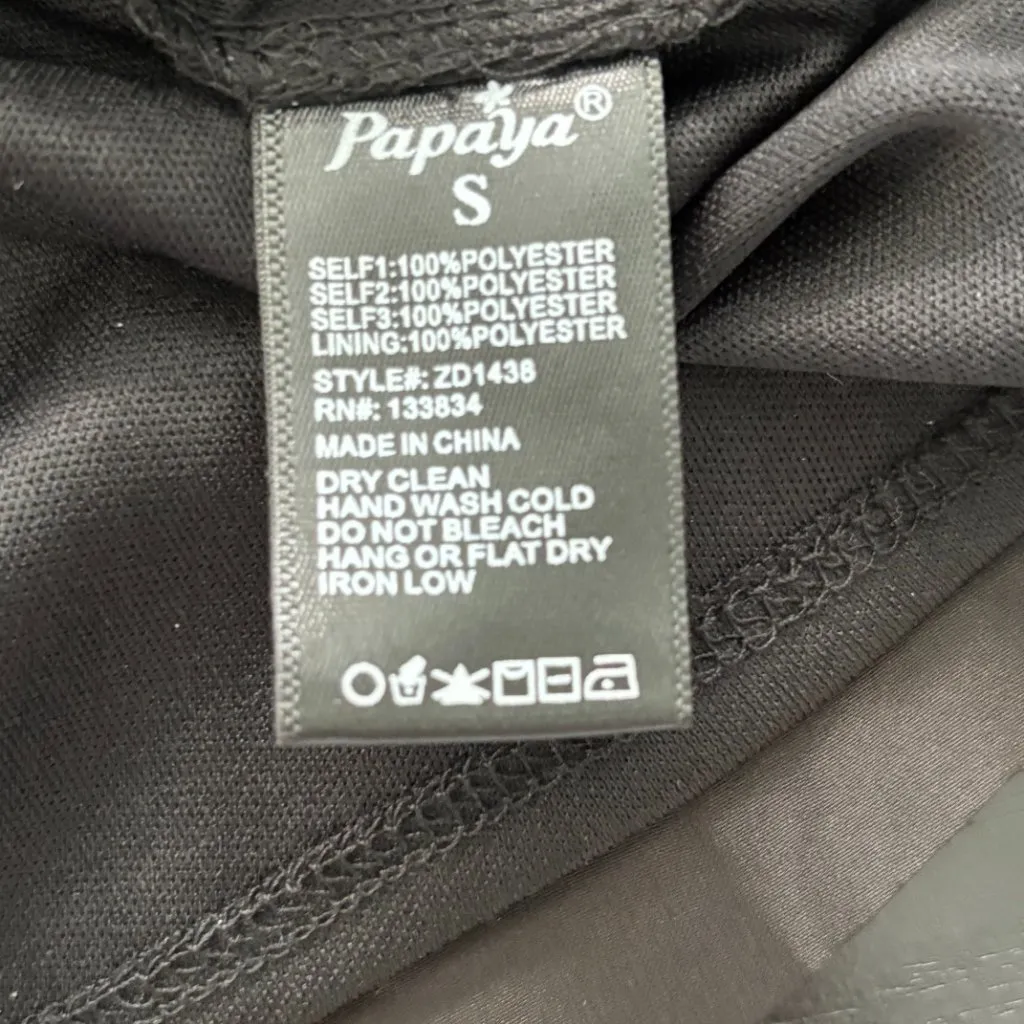 Papaya®
S
SELF1:100%POLYESTER
SELF2:100%POLYESTER
SELF3:100%POLYESTER
LINING:100%POLYESTER
STYLE#: ZD1438
RN#: 133834
MADE IN CHINA
DRY CLEAN
HAND WASH COLD
DO NOT BLEACH
HANG OR FLAT DRY
IRON LOW